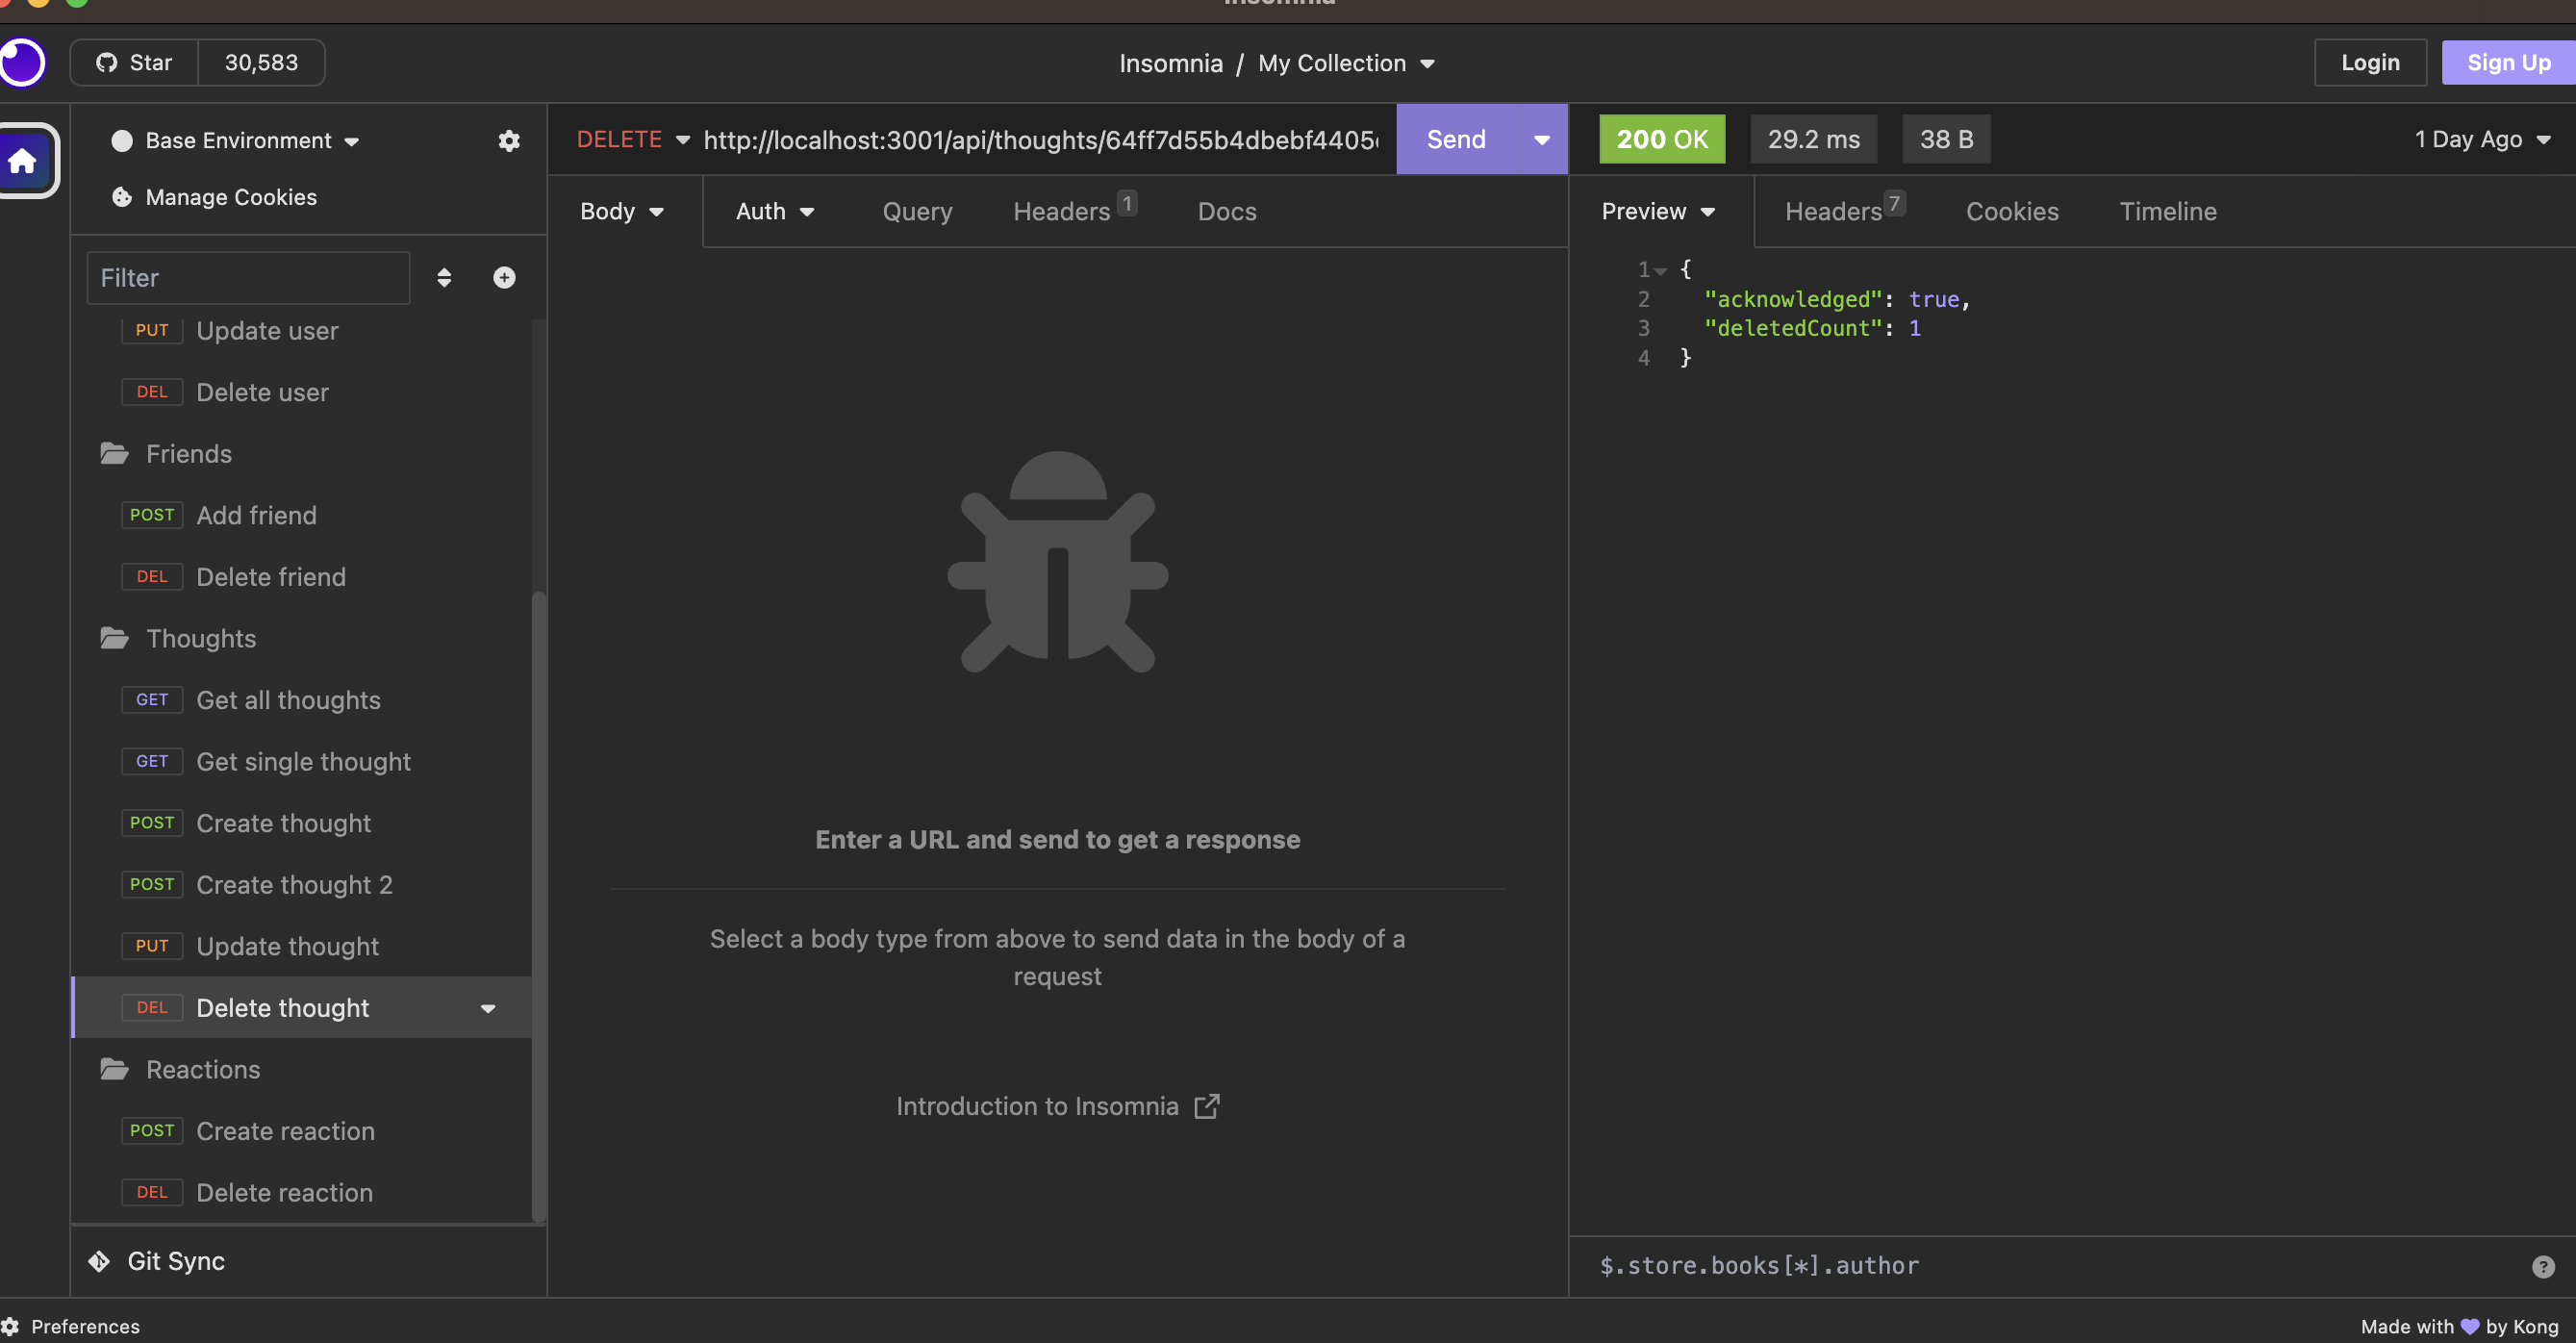 Insomnia
Star 30,583
Insomnia / My Collection
Login
Sign Up
Base Environment
Manage Cookies
Filter
PUT Update user
DEL Delete user
Friends
POST Add friend
DEL Delete friend
Thoughts
GET Get all thoughts
GET Get single thought
POST Create thought
POST Create thought 2
PUT Update thought
DEL Delete thought
Reactions
POST Create reaction
DEL Delete reaction
Git Sync
Preferences
DELETE http://localhost:3001/api/thoughts/64ff7d55b4dbebf4405
Send
Body Auth Query Headers 1 Docs
Enter a URL and send to get a response
Select a body type from above to send data in the body of a
request
Introduction to Insomnia
200 OK 29.2 ms 38 B 1 Day Ago
Preview Headers 7 Cookies Timeline
1 {
2 "acknowledged": true,
3 "deletedCount": 1
4 }
$.store.books[*].author
?
Made with 💜 by Kong